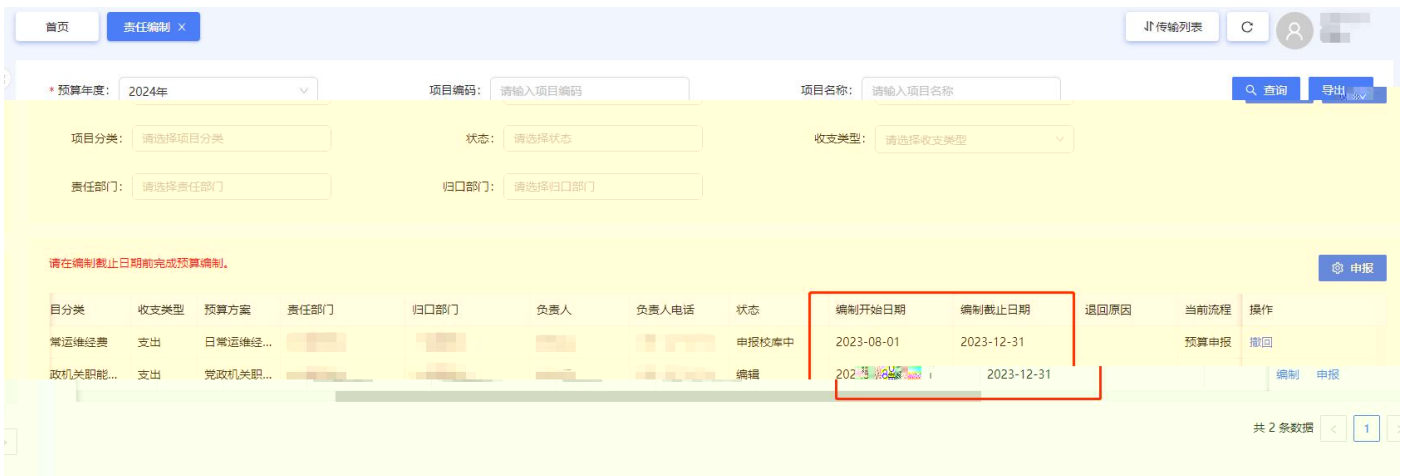 首页 责任编制 × 传输列表
* 预算年度： 2024年 项目编码： 请输入项目编码 项目名称： 请输入项目名称 查询 导出
项目分类： 请选择项目分类 状态： 请选择状态 收支类型： 请选择收支类型
责任部门： 请选择责任部门 归口部门： 请选择归口部门
请在编制截止日期前完成预算编制。
申报
目分类 收支类型 预算方案 责任部门 归口部门 负责人 负责人电话 状态 编制开始日期 编制截止日期 退回原因 当前流程 操作
常运维经费 支出 日常运维经... 申报校库中 2023-08-01 2023-12-31 预算申报 撤回
政机关职能... 支出 党政机关职... 编辑 2023-12-31 编制 申报
共 2 条数据 < 1 >